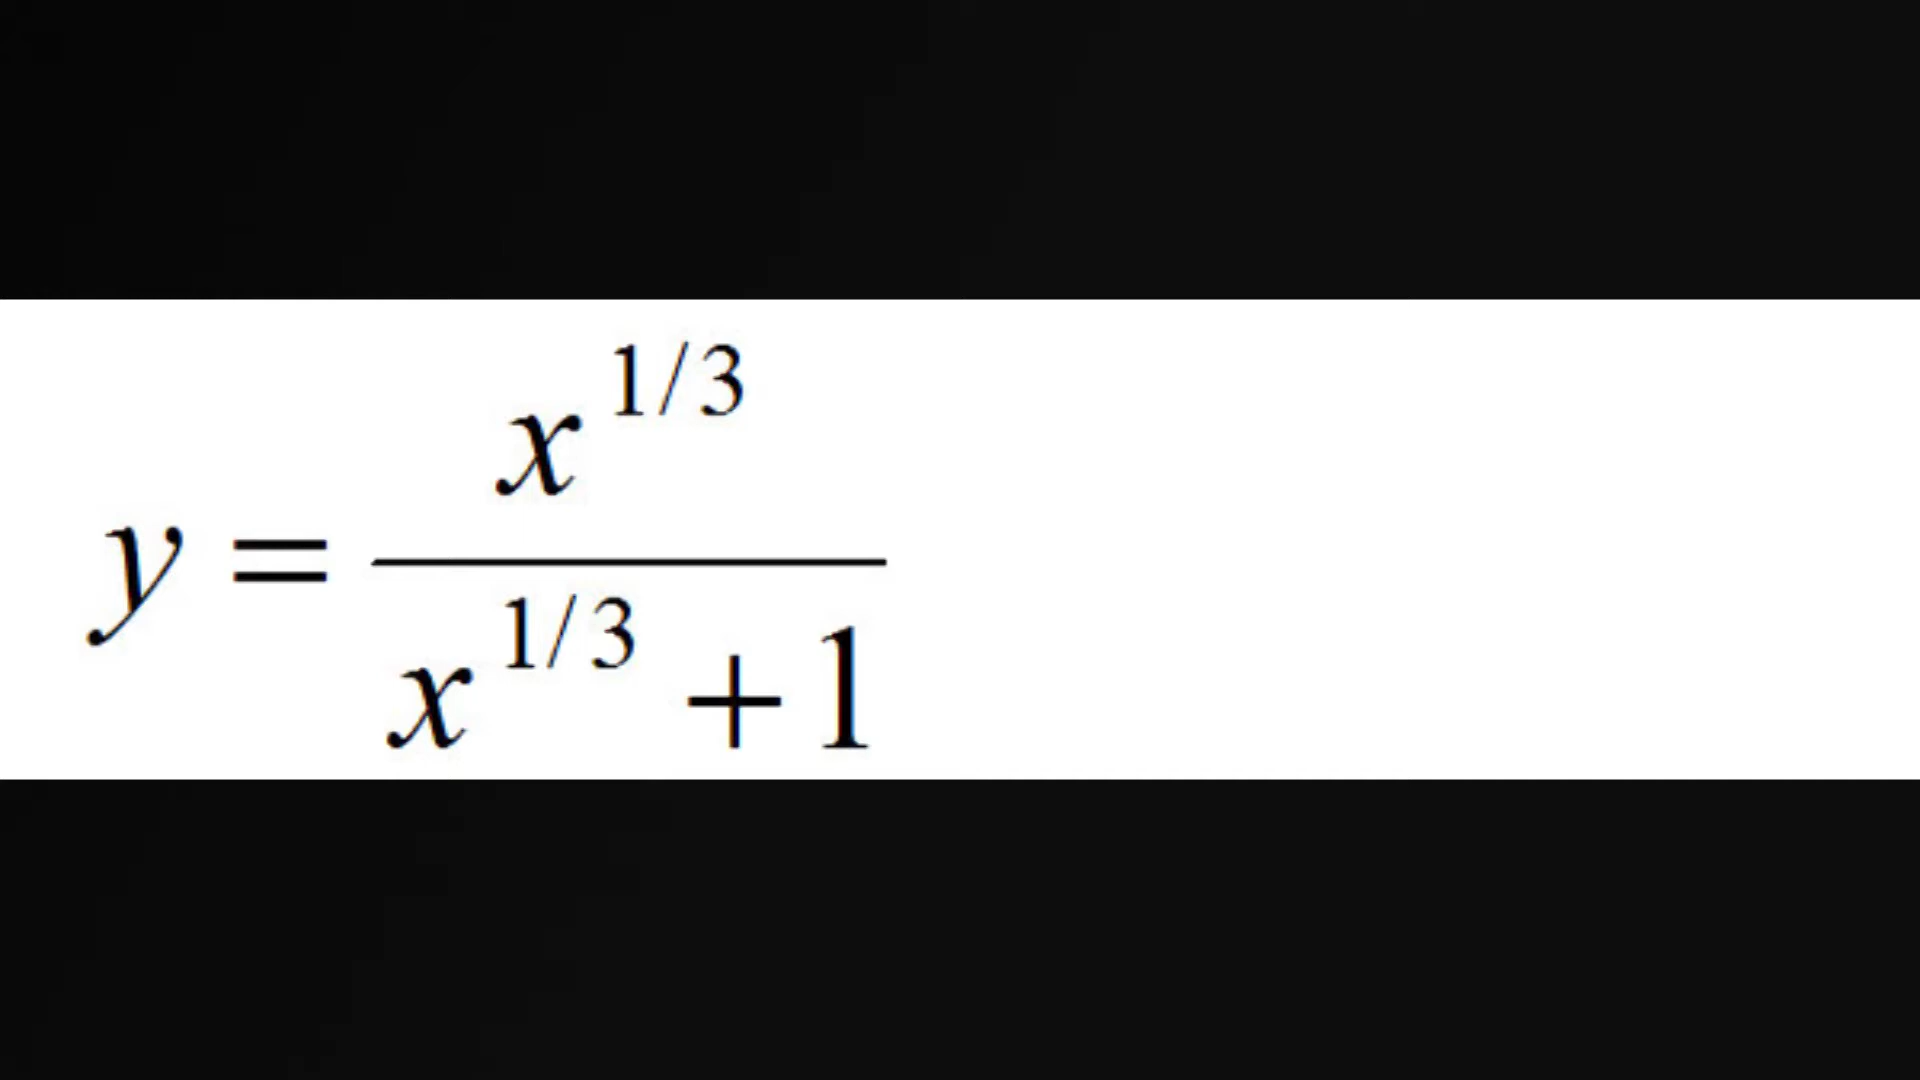 y = x^{1/3} / (x^{1/3} + 1)